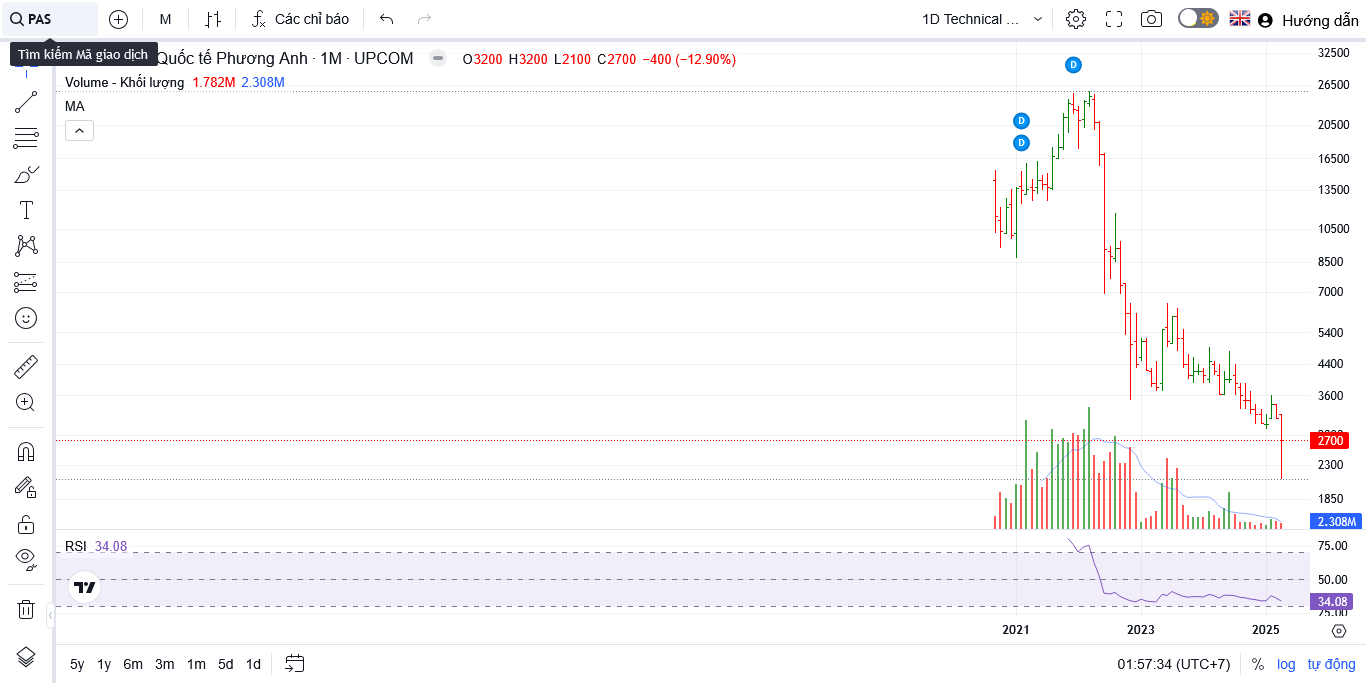 PAS
M
Các chỉ báo
1D Technical ...
Hướng dẫn
Tìm kiếm Mã giao dịch
Quốc tế Phương Anh · 1M · UPCOM
O3200 H3200 L2100 C2700 −400 (−12.90%)
Volume - Khối lượng 1.782M 2.308M
MA
D
D
D
32500
26500
20500
16500
13500
10500
8500
7000
5400
4400
3600
2700
2300
1850
2.308M
RSI 34.08
75.00
50.00
34.08
25.00
2021 2023 2025
5y 1y 6m 3m 1m 5d 1d
01:57:34 (UTC+7) % log tự động